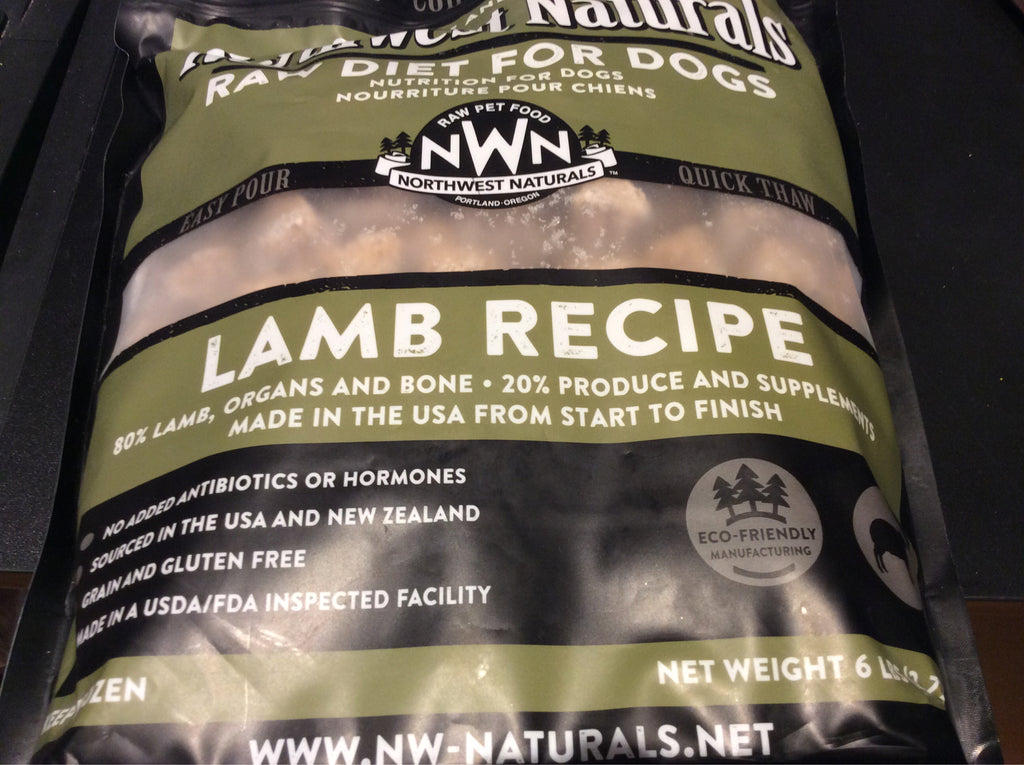 Northwest Naturals
RAW DIET FOR DOGS
NUTRITION FOR DOGS
NOURRITURE POUR CHIENS
RAW PET FOOD
NWN
NORTHWEST NATURALS™
PORTLAND·OREGON
EASY POUR
QUICK THAW
LAMB RECIPE
80% LAMB, ORGANS AND BONE • 20% PRODUCE AND SUPPLEMENTS
MADE IN THE USA FROM START TO FINISH
NO ADDED ANTIBIOTICS OR HORMONES
SOURCED IN THE USA AND NEW ZEALAND
GRAIN AND GLUTEN FREE
MADE IN A USDA/FDA INSPECTED FACILITY
ECO-FRIENDLY
MANUFACTURING
NET WEIGHT 6 LBS
WWW.NW-NATURALS.NET